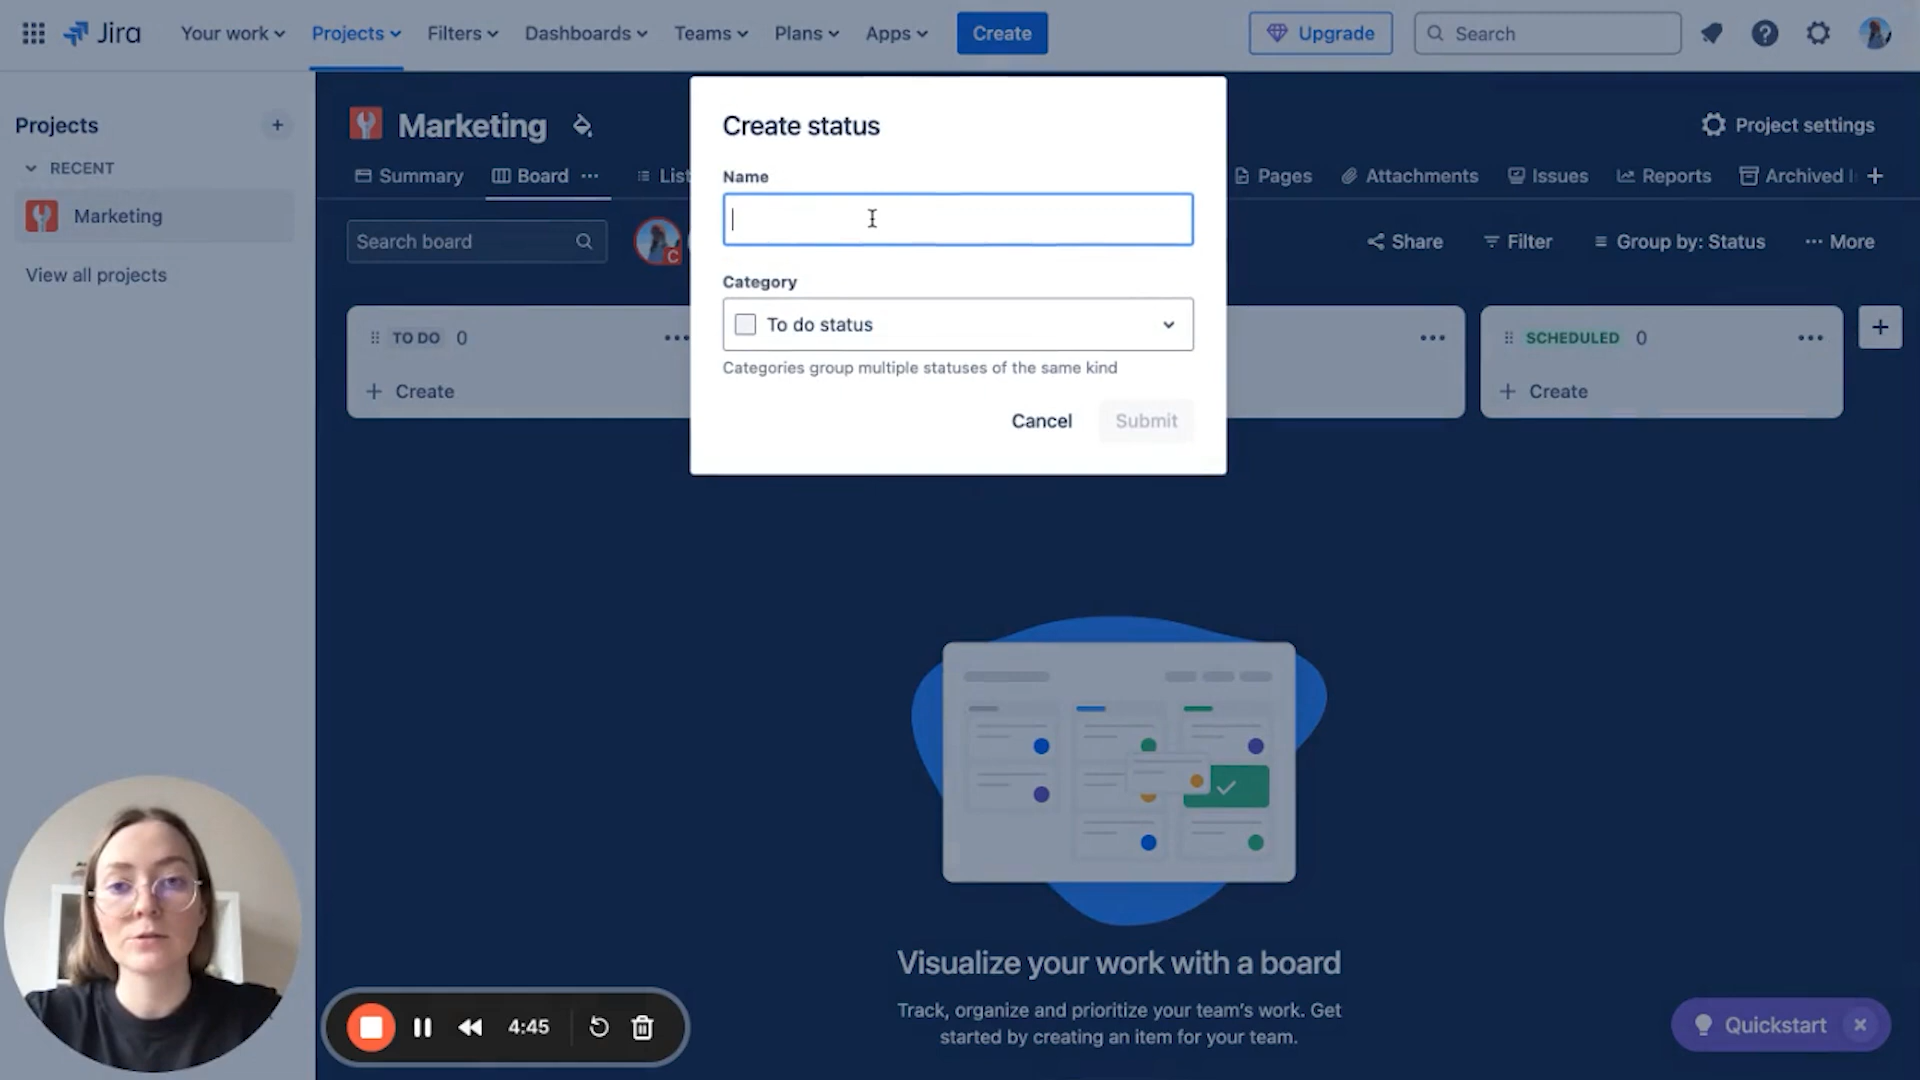 Jira
Your work
Projects
Filters
Dashboards
Teams
Plans
Apps
Create
Upgrade
Search
Projects
RECENT
Marketing
View all projects
Marketing
Project settings
Summary
Board
List
Pages
Attachments
Issues
Reports
Archived
Search board
C
Share
Filter
Group by: Status
More
TO DO 0
Create
SCHEDULED 0
Create
Create status
Name
Category
To do status
Categories group multiple statuses of the same kind
Cancel
Submit
Visualize your work with a board
Track, organize and prioritize your team's work. Get
started by creating an item for your team.
4:45
Quickstart